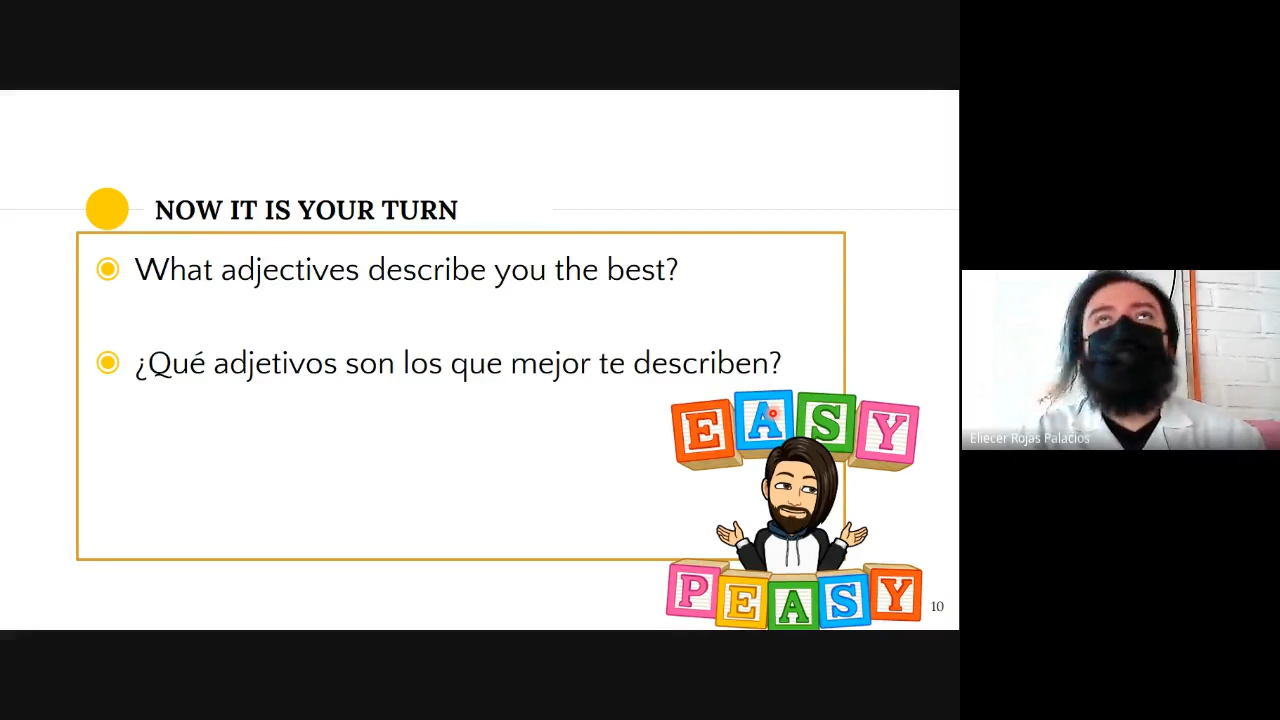 NOW IT IS YOUR TURN
What adjectives describe you the best?
¿Qué adjetivos son los que mejor te describen?
EASY
PEASY
10
Eliecer Rojas Palacios